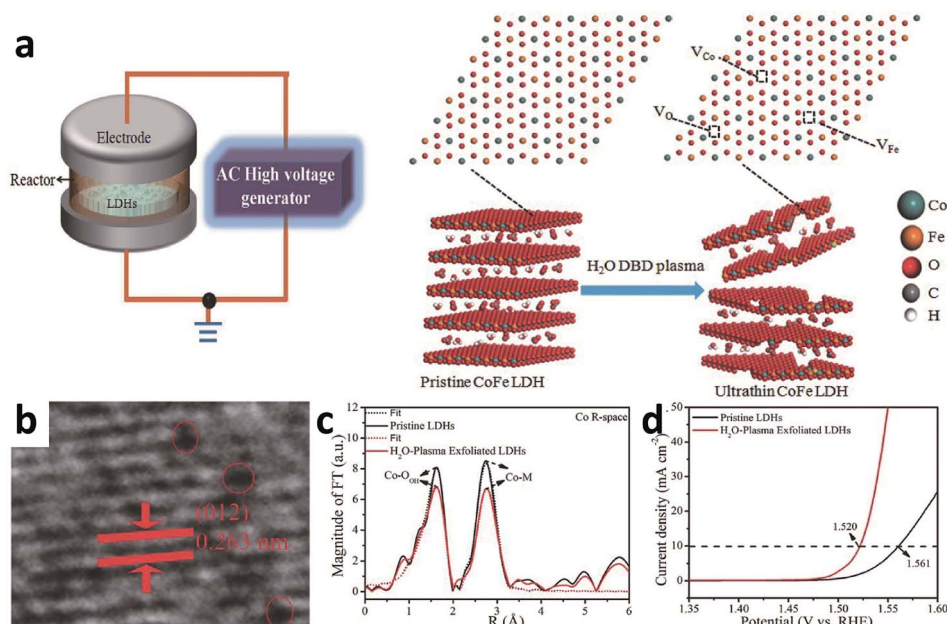 a
Electrode
Reactor
LDHs
AC High voltage
generator
V_Co
V_O
V_Fe
H₂O DBD plasma
Pristine CoFe LDH
Ultrathin CoFe LDH
Co
Fe
O
C
H
b
(012)
0.263 nm
c
Co R-space
Fit
Pristine LDHs
Fit
H₂O-Plasma Exfoliated LDHs
Co-O_OH
Co-M
Magnitude of FT (a.u.)
12
10
8
6
4
2
0
0 1 2 3 4 5 6
R (Å)
d
Pristine LDHs
H₂O-Plasma Exfoliated LDHs
1.520
1.561
Current density (mA cm⁻²)
50
40
30
20
10
0
1.35 1.40 1.45 1.50 1.55 1.60
Potential (V vs. RHE)